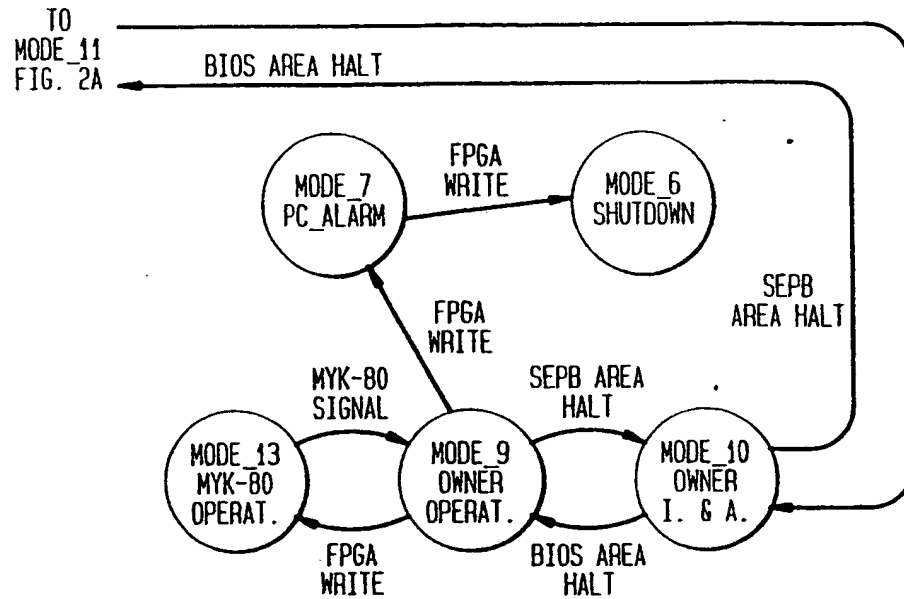 TO
MODE_11
FIG. 2A
BIOS AREA HALT
MODE_7
PC_ALARM
FPGA
WRITE
MODE_6
SHUTDOWN
SEPB
AREA HALT
FPGA
WRITE
MYK-80
SIGNAL
SEPB AREA
HALT
MODE_13
MYK-80
OPERAT.
MODE_9
OWNER
OPERAT.
MODE_10
OWNER
I. & A.
FPGA
WRITE
BIOS AREA
HALT